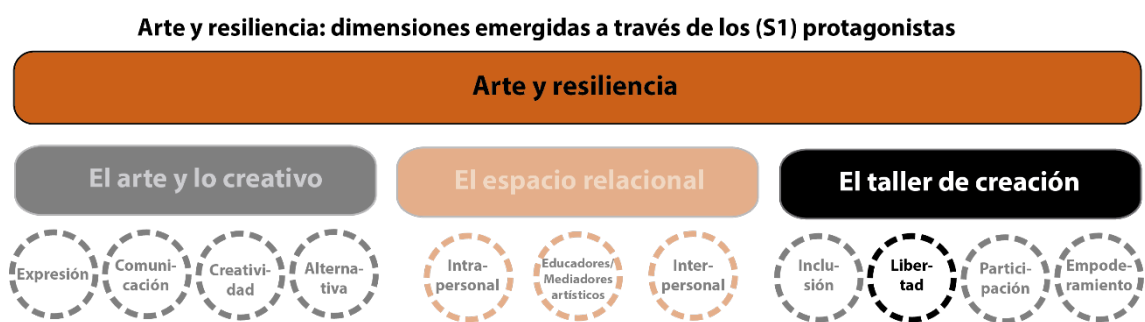 Arte y resiliencia: dimensiones emergidas a través de los (S1) protagonistas
Arte y resiliencia
El arte y lo creativo
El espacio relacional
El taller de creación
Expresión
Comuni-
cación
Creativi-
dad
Alterna-
tiva
Intra-
personal
Educadores/
Mediadores
artísticos
Inter-
personal
Inclu-
sión
Liber-
tad
Partici-
pación
Empode-
ramiento